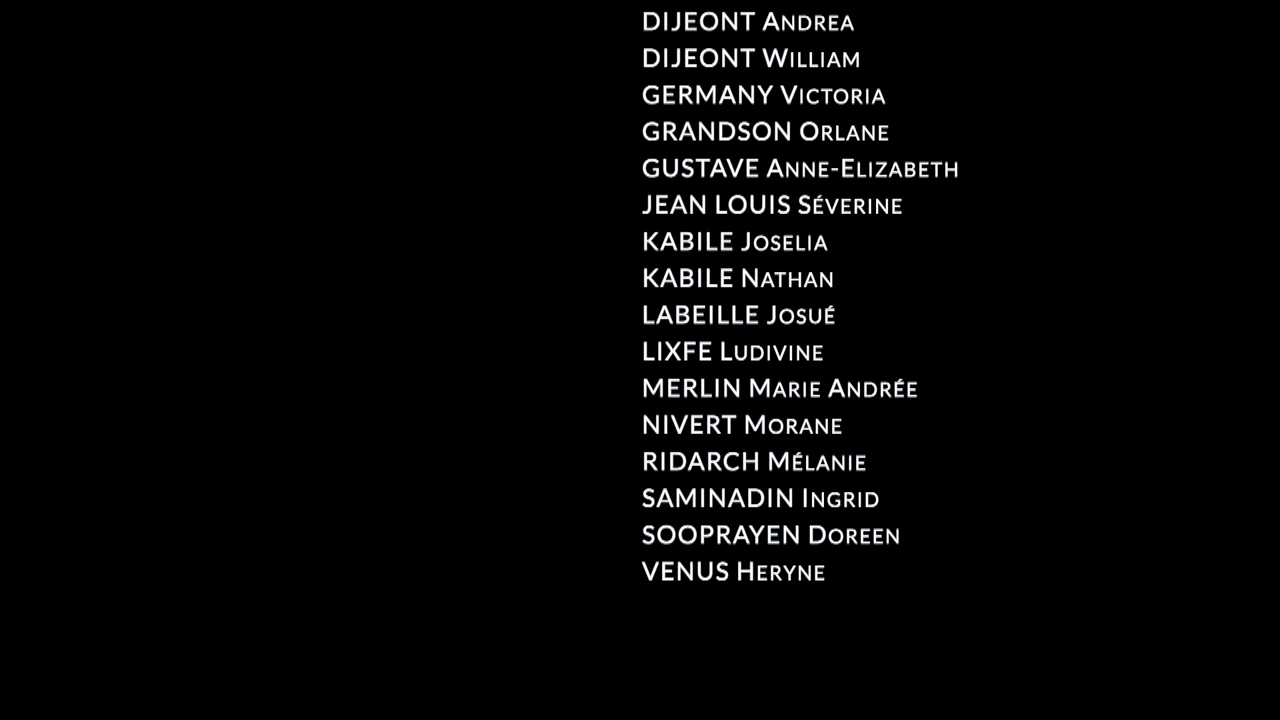 DIJEONT Andrea
DIJEONT William
GERMANY Victoria
GRANDSON Orlane
GUSTAVE Anne-Elizabeth
JEAN LOUIS Séverine
KABILE Joselia
KABILE Nathan
LABEILLE Josué
LIXFE Ludivine
MERLIN Marie Andrée
NIVERT Morane
RIDARCH Mélanie
SAMINADIN Ingrid
SOOPRAYEN Doreen
VENUS Heryne